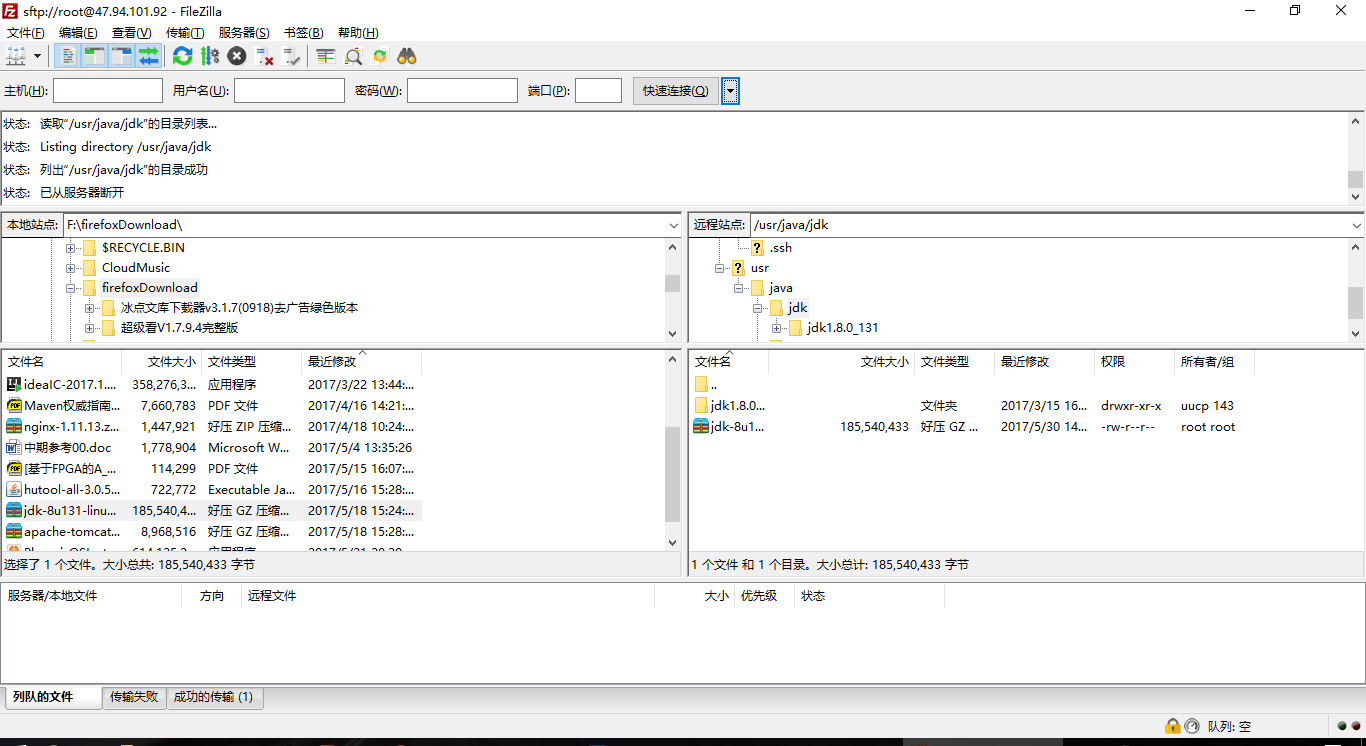 sftp://root@47.94.101.92 - FileZilla
文件(F) 编辑(E) 查看(V) 传输(T) 服务器(S) 书签(B) 帮助(H)
主机(H): 用户名(U): 密码(W): 端口(P): 快速连接(Q)
状态: 读取“/usr/java/jdk”的目录列表...
状态: Listing directory /usr/java/jdk
状态: 列出“/usr/java/jdk”的目录成功
状态: 已从服务器断开
本地站点: F:\firefoxDownload\
$RECYCLE.BIN
CloudMusic
firefoxDownload
冰点文库下载器v3.1.7(0918)去广告绿色版本
超级看V1.7.9.4完整版
远程站点: /usr/java/jdk
.ssh
usr
java
jdk
jdk1.8.0_131
文件名 文件大小 文件类型 最近修改
ideaIC-2017.1.... 358,276,3... 应用程序 2017/3/22 13:44:...
Maven权威指南... 7,660,783 PDF 文件 2017/4/16 14:21:...
nginx-1.11.13.z... 1,447,921 好压 ZIP 压缩... 2017/4/18 10:24:...
中期参考00.doc 1,778,904 Microsoft W... 2017/5/4 13:35:26
[基于FPGA的A_... 114,299 PDF 文件 2017/5/15 16:07:...
hutool-all-3.0.5... 722,772 Executable Ja... 2017/5/16 15:28:...
jdk-8u131-linu... 185,540,4... 好压 GZ 压缩... 2017/5/18 15:24:...
apache-tomcat... 8,968,516 好压 GZ 压缩... 2017/5/18 15:28:...
选择了 1 个文件。大小总共: 185,540,433 字节
文件名 文件大小 文件类型 最近修改 权限 所有者/组
..
jdk1.8.0... 文件夹 2017/3/15 16... drwxr-xr-x uucp 143
jdk-8u1... 185,540,433 好压 GZ ... 2017/5/30 14... -rw-r--r-- root root
1 个文件 和 1 个目录。大小总计: 185,540,433 字节
服务器/本地文件 方向 远程文件 大小 优先级 状态
列队的文件 传输失败 成功的传输 (1)
队列: 空